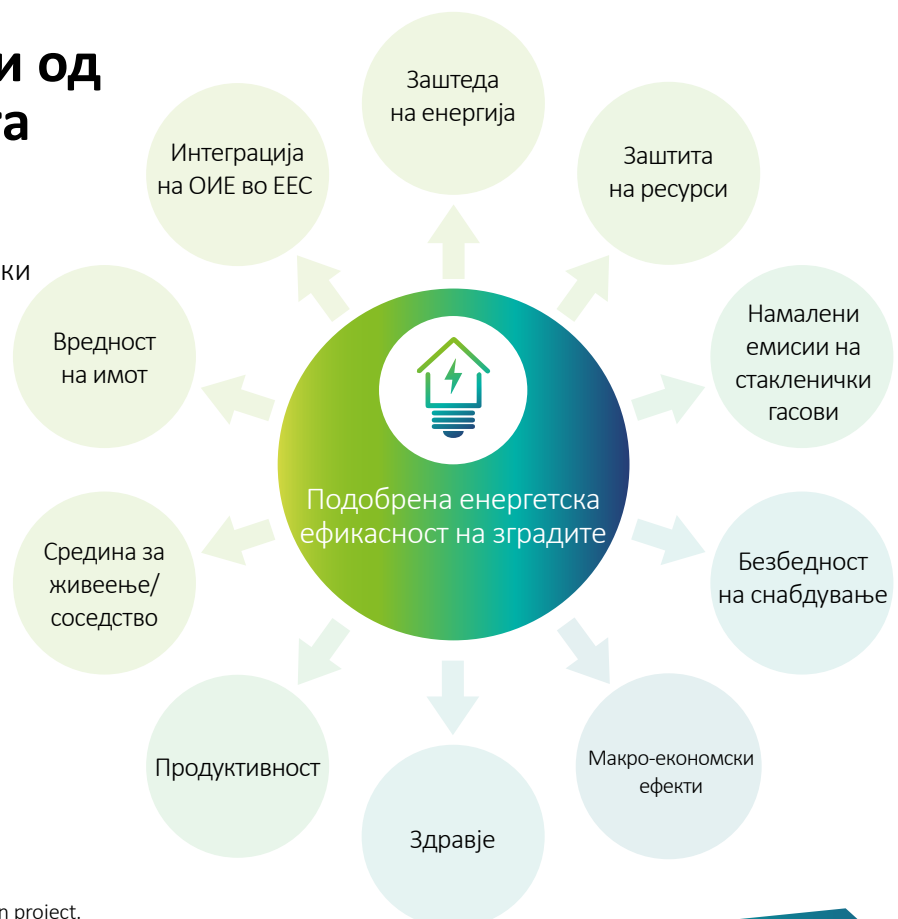 и од
та
ки
Заштеда
на енергија
Заштита
на ресурси
Намалени
емисии на
стакленички
гасови
Безбедност
на снабдување
Макро-економски
ефекти
Здравје
Продуктивност
Средина за
живеење/
соседство
Вредност
на имот
Интеграција
на ОИЕ во ЕЕС
Подобрена енергетска
ефикасност на зградите
n project.